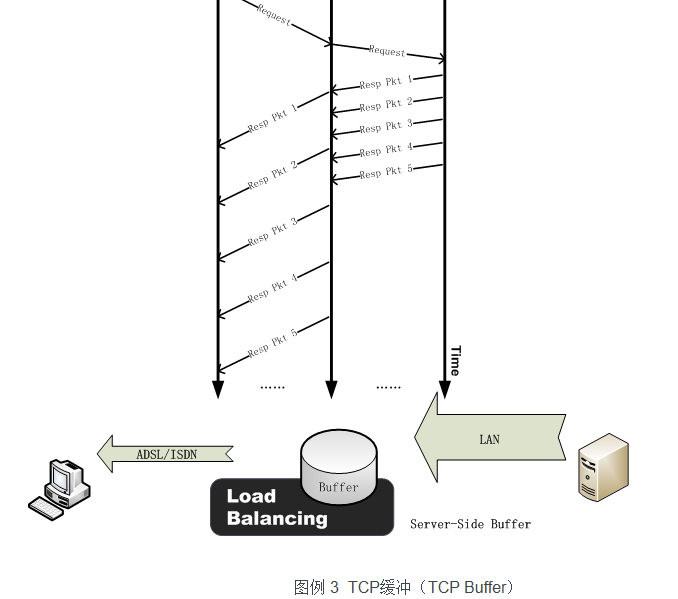 Request
Request
Resp Pkt 1
Resp Pkt 2
Resp Pkt 3
Resp Pkt 4
Resp Pkt 5
Resp Pkt 1
Resp Pkt 2
Resp Pkt 3
Resp Pkt 4
Resp Pkt 5
Time
......
......
ADSL/ISDN
LAN
Buffer
Load
Balancing
Server-Side Buffer
图例 3 TCP缓冲（TCP Buffer）